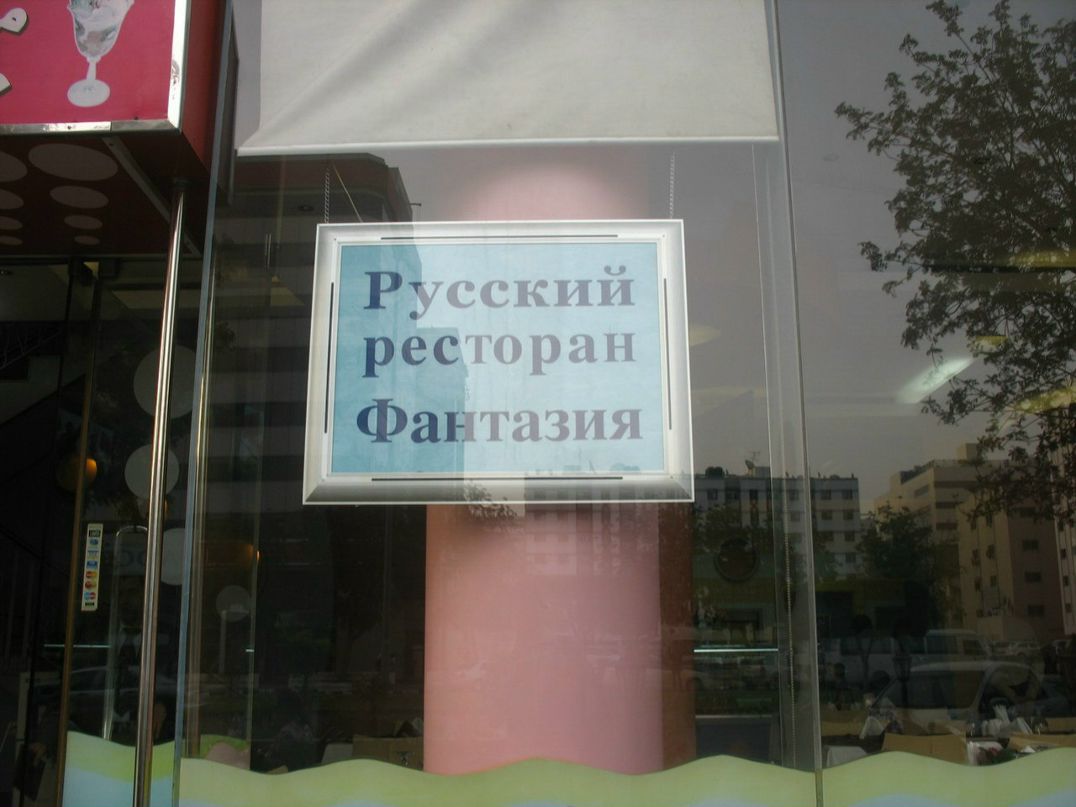 Русский
ресторан
Фантазия